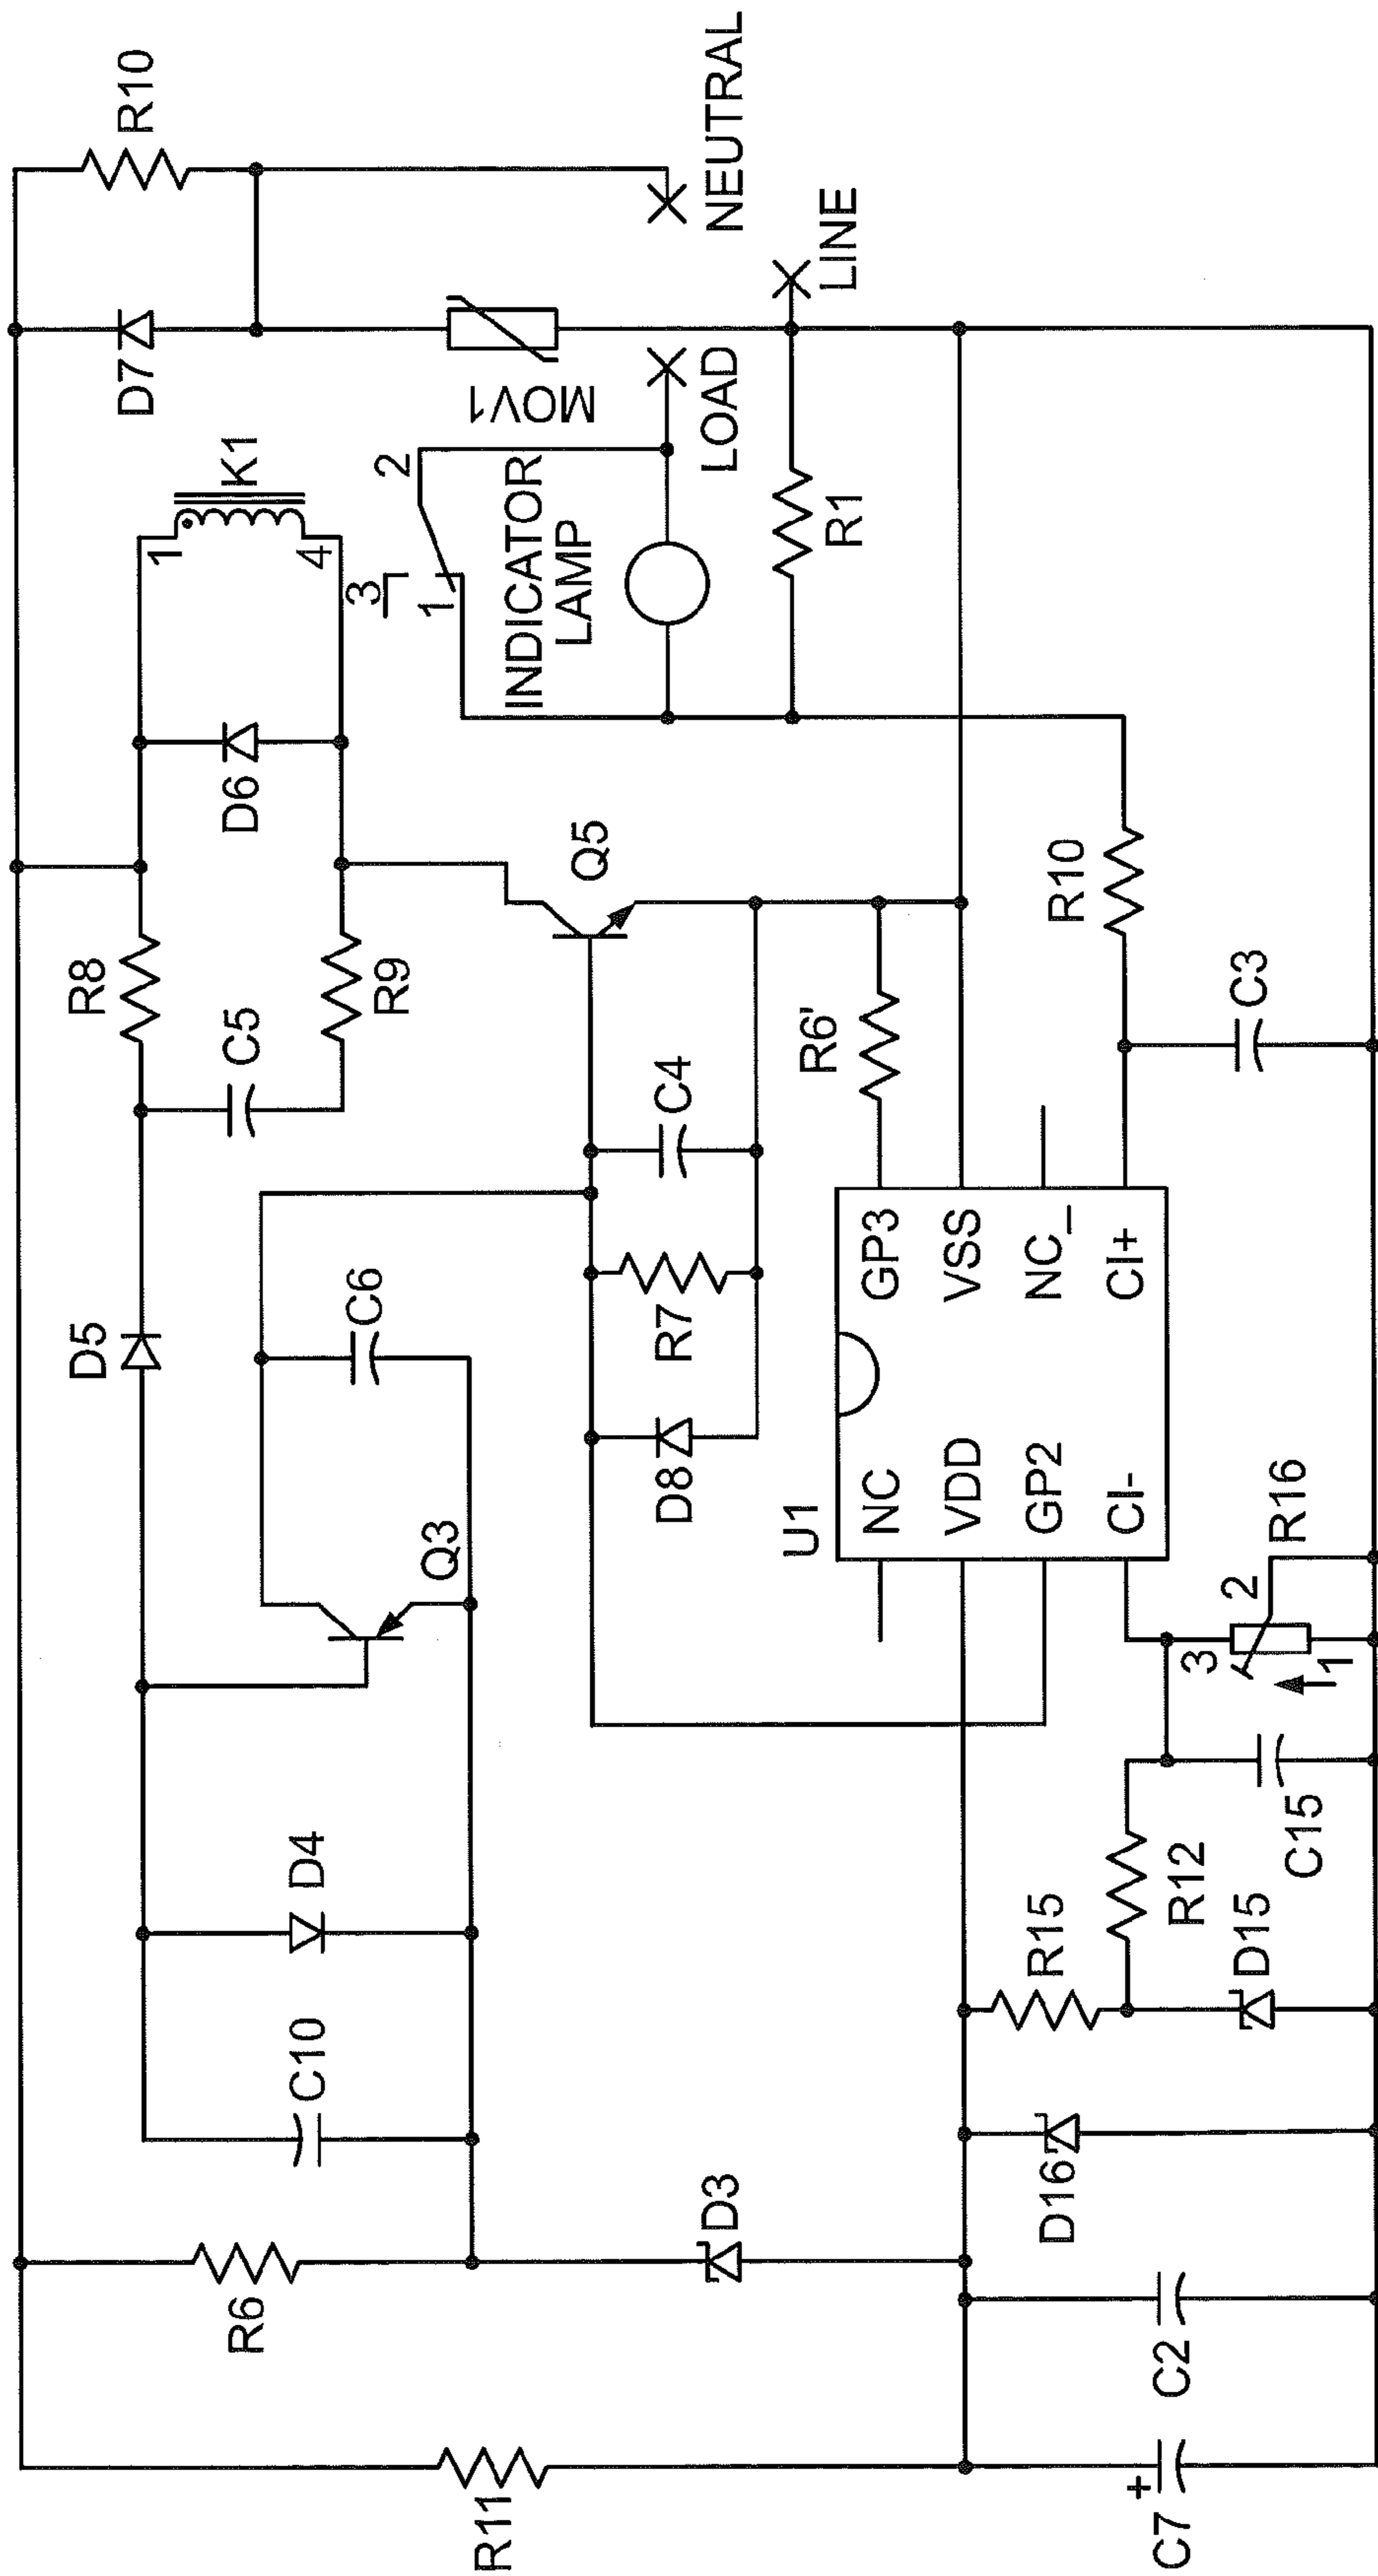 R10
D7
K1
1
4
NEUTRAL
MOV1
LINE
LOAD
2
3
1
INDICATOR
LAMP
R1
D6
R8
R9
C5
Q5
R10
C3
R6'
C4
R7
D8
D5
C6
Q3
U1
GP3
VSS
NC_
CI+
NC
VDD
GP2
CI-
R16
2
3
1
C15
R12
R15
D15
D4
C10
D16
D3
R6
C2
R11
+
C7